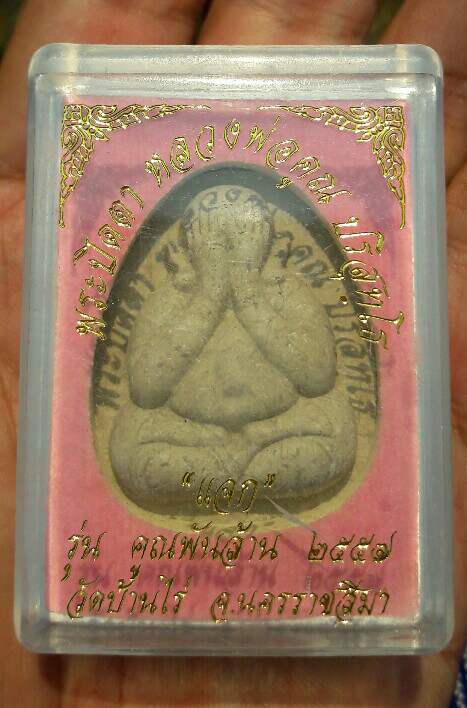 พระปิดตา หลวงพ่อคูณ ปริสุทฺโธ
"แจก"
รุ่น คูณพันล้าน ๒๕๕๗
วัดบ้านไร่ จ.นครราชสีมา